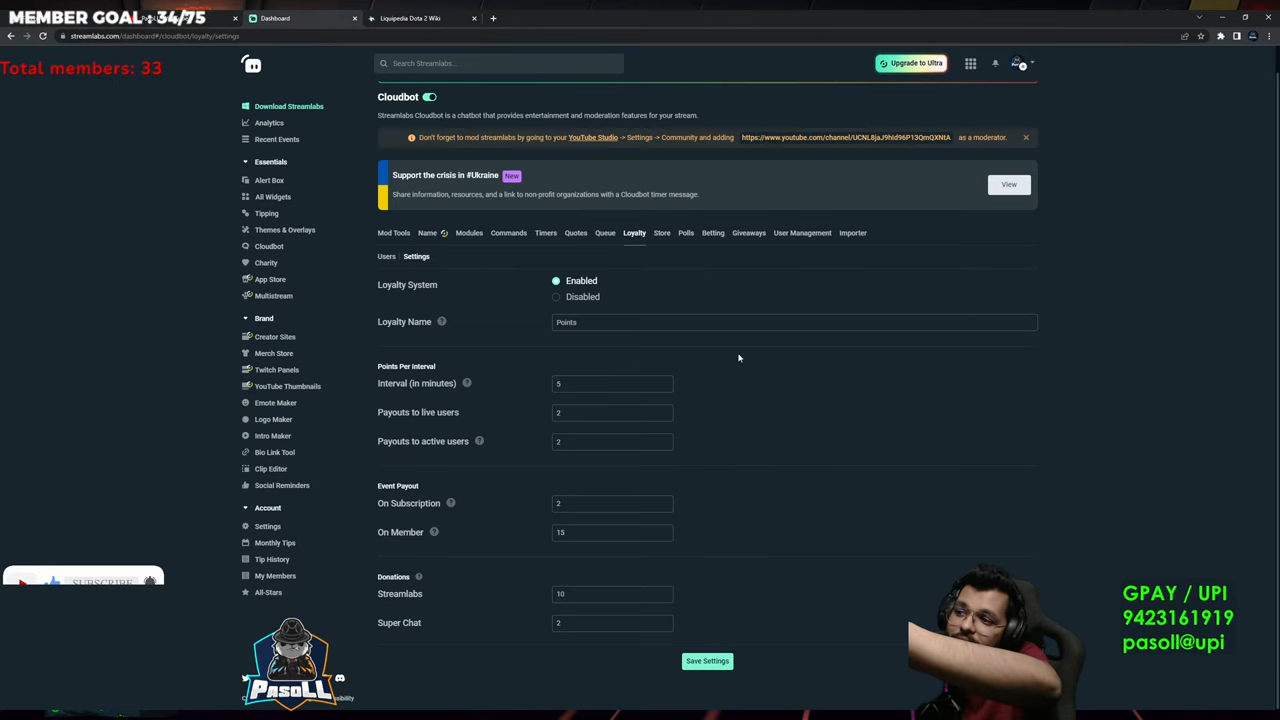 MEMBER GOAL : 34/75
Dashboard
Liquipedia Dota 2 Wiki
streamlabs.com/dashboard#/cloudbot/loyalty/settings
Total members: 33
Search Streamlabs...
Upgrade to Ultra
Download Streamlabs
Analytics
Recent Events
Essentials
Alert Box
All Widgets
Tipping
Themes & Overlays
Cloudbot
Charity
App Store
Multistream
Brand
Creator Sites
Merch Store
Twitch Panels
YouTube Thumbnails
Emote Maker
Logo Maker
Intro Maker
Bio Link Tool
Clip Editor
Social Reminders
Account
Settings
Monthly Tips
Tip History
My Members
All-Stars
Cloudbot
Streamlabs Cloudbot is a chatbot that provides entertainment and moderation features for your stream.
Don't forget to mod streamlabs by going to your YouTube Studio -> Settings -> Community and adding https://www.youtube.com/channel/UCNL8jaJ9hId96P13QmQXNtA as a moderator.
Support the crisis in #Ukraine New
Share information, resources, and a link to non-profit organizations with a Cloudbot timer message.
View
Mod Tools Name Modules Commands Timers Quotes Queue Loyalty Store Polls Betting Giveaways User Management Importer
Users Settings
Loyalty System
Enabled
Disabled
Loyalty Name ? Points
Points Per Interval
Interval (in minutes) ? 5
Payouts to live users 2
Payouts to active users ? 2
Event Payout
On Subscription ? 2
On Member ? 15
Donations ?
Streamlabs 10
Super Chat 2
Save Settings
SUBSCRIBE
PASOLL
GPAY / UPI
9423161919
pasoll@upi